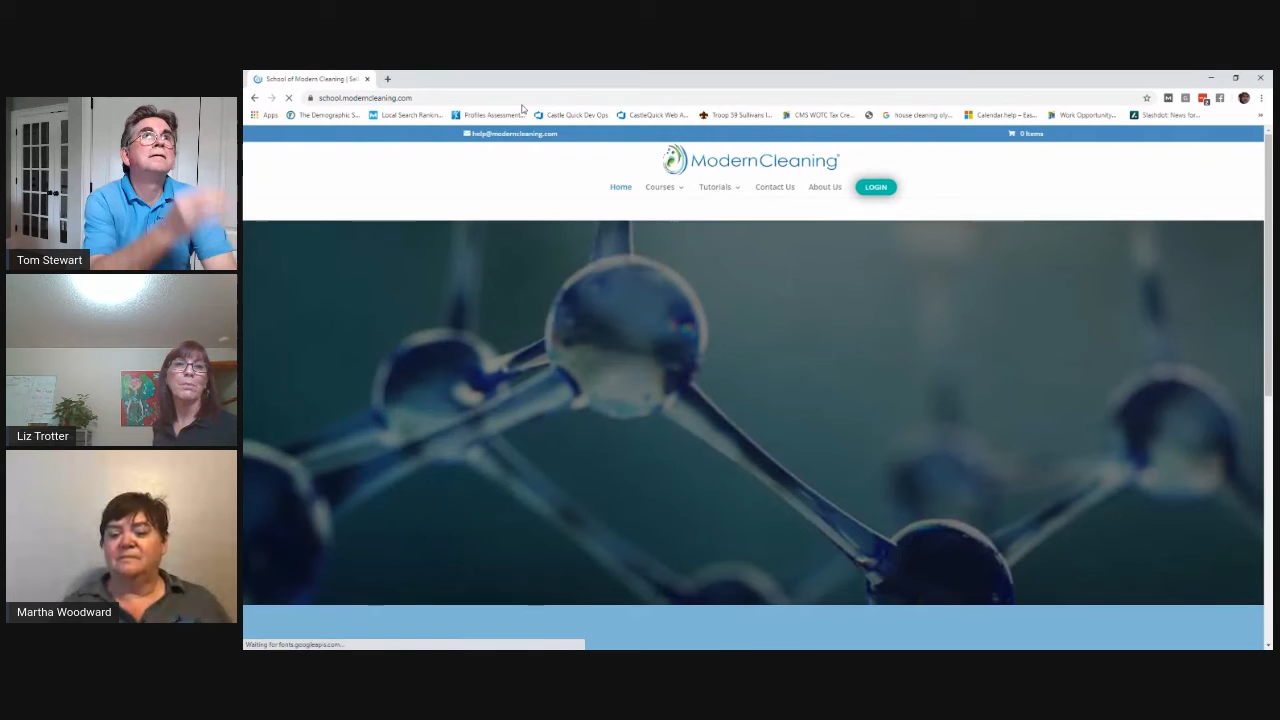 School of Modern Cleaning | Sel
school.moderncleaning.com
Apps
The Demographic S...
Local Search Rankin...
Profiles Assessment...
Castle Quick Dev Ops
CastleQuick Web A...
Troop 59 Sullivans I...
CMS WOTC Tax Cre...
house cleaning oly...
Calendar.help – Eas...
Work Opportunity...
Slashdot: News for...
help@moderncleaning.com
0 Items
ModernCleaning
Home
Courses
Tutorials
Contact Us
About Us
LOGIN
Tom Stewart
Liz Trotter
Martha Woodward
Waiting for fonts.googleapis.com...